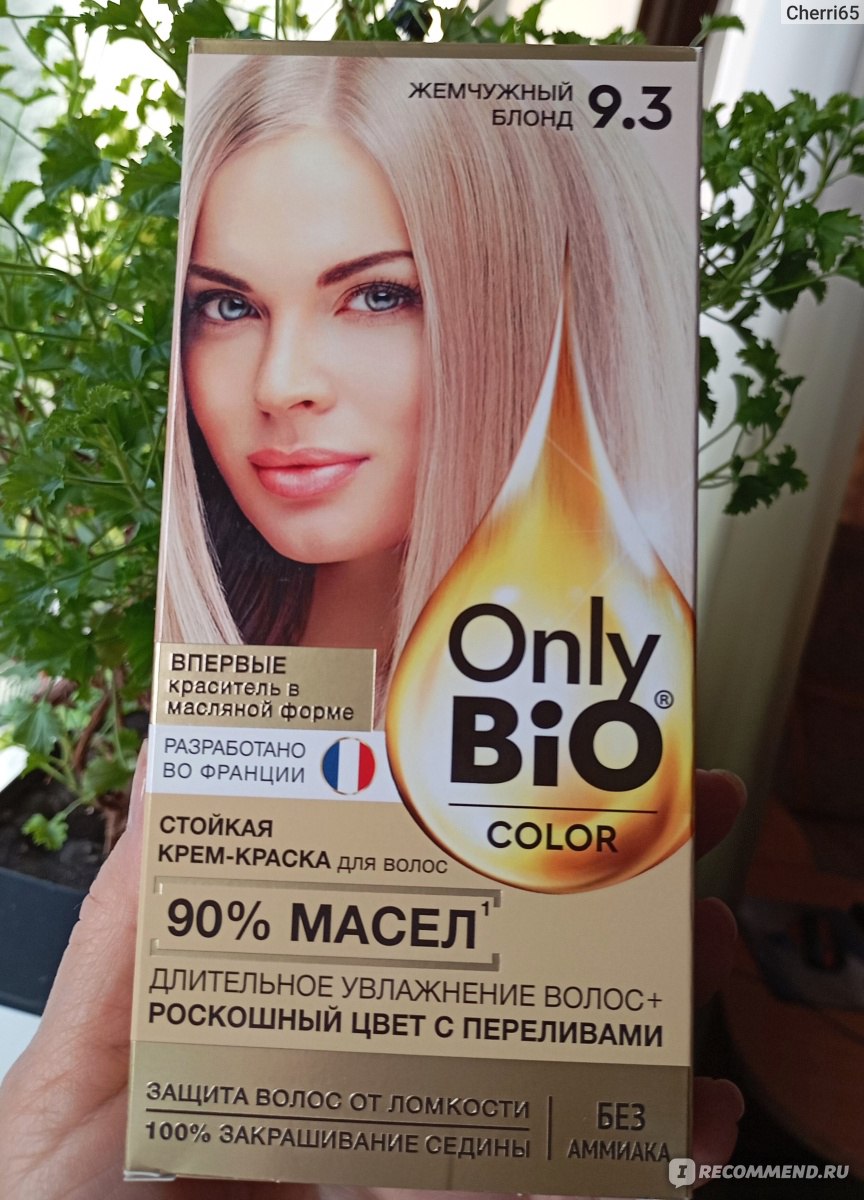 Cherri65
ЖЕМЧУЖНЫЙ
БЛОНД 9.3
Only
BiO®
COLOR
ВПЕРВЫЕ
краситель в
масляной форме
РАЗРАБОТАНО
ВО ФРАНЦИИ
СТОЙКАЯ
КРЕМ-КРАСКА для волос
90% МАСЕЛ¹
ДЛИТЕЛЬНОЕ УВЛАЖНЕНИЕ ВОЛОС+
РОСКОШНЫЙ ЦВЕТ С ПЕРЕЛИВАМИ
ЗАЩИТА ВОЛОС ОТ ЛОМКОСТИ
100% ЗАКРАШИВАНИЕ СЕДИНЫ
БЕЗ
АММИАКА
I RECOMMEND.RU